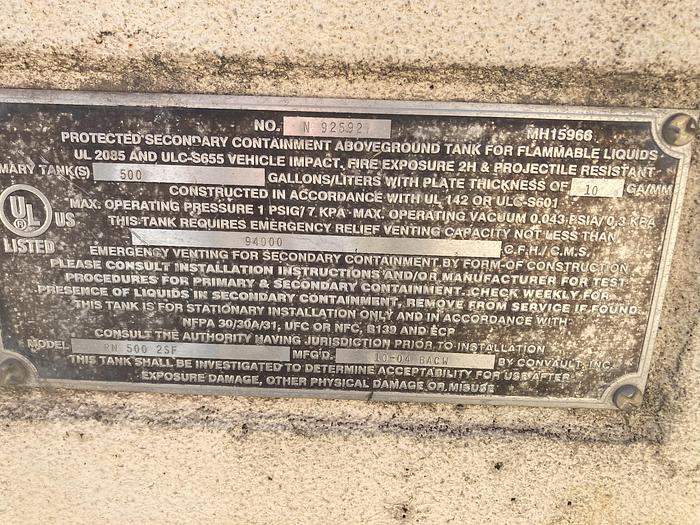 NO. N 92592 MH15966
PROTECTED SECONDARY CONTAINMENT ABOVEGROUND TANK FOR FLAMMABLE LIQUIDS
UL 2085 AND ULC-S655 VEHICLE IMPACT, FIRE EXPOSURE 2H & PROJECTILE RESISTANT
MARY TANK(S) 500 GALLONS/LITERS WITH PLATE THICKNESS OF 10 GA/MM
CONSTRUCTED IN ACCORDANCE WITH UL 142 OR ULC-S601
MAX. OPERATING PRESSURE 1 PSIG/7 KPA - MAX. OPERATING VACUUM 0.043 PSIA/0.3 KPA
THIS TANK REQUIRES EMERGENCY RELIEF VENTING CAPACITY NOT LESS THAN
94000 C.F.H./C.M.S.
UL US
LISTED
EMERGENCY VENTING FOR SECONDARY CONTAINMENT BY FORM-OF CONSTRUCTION
PLEASE CONSULT INSTALLATION INSTRUCTIONS AND/OR MANUFACTURER FOR TEST
PROCEDURES FOR PRIMARY & SECONDARY CONTAINMENT. CHECK WEEKLY FOR
PRESENCE OF LIQUIDS IN SECONDARY CONTAINMENT, REMOVE FROM SERVICE IF FOUND.
THIS TANK IS FOR STATIONARY INSTALLATION ONLY AND IN ACCORDANCE WITH
NFPA 30/30A/31, UFC OR NFC, B139 AND ECP
CONSULT THE AUTHORITY HAVING JURISDICTION PRIOR TO INSTALLATION
MODEL RN 500 2SF MFG'D. 10-04 BACW BY CONVAULT, INC.
THIS TANK SHALL BE INVESTIGATED TO DETERMINE ACCEPTABILITY FOR USE AFTER
EXPOSURE DAMAGE, OTHER PHYSICAL DAMAGE OR MISUSE